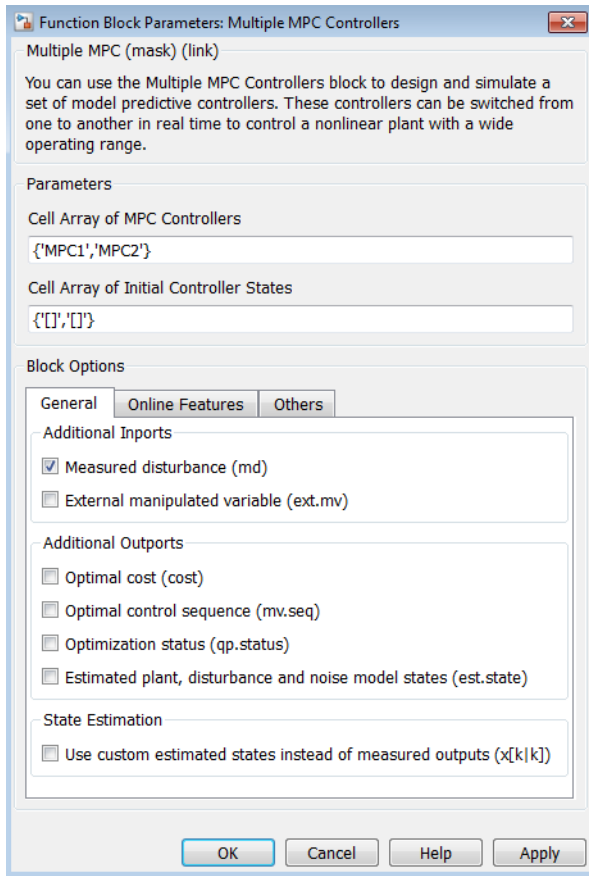 Function Block Parameters: Multiple MPC Controllers
Multiple MPC (mask) (link)
You can use the Multiple MPC Controllers block to design and simulate a
set of model predictive controllers. These controllers can be switched from
one to another in real time to control a nonlinear plant with a wide
operating range.
Parameters
Cell Array of MPC Controllers
{'MPC1','MPC2'}
Cell Array of Initial Controller States
{'[]','[]'}
Block Options
General Online Features Others
Additional Inports
Measured disturbance (md)
External manipulated variable (ext.mv)
Additional Outports
Optimal cost (cost)
Optimal control sequence (mv.seq)
Optimization status (qp.status)
Estimated plant, disturbance and noise model states (est.state)
State Estimation
Use custom estimated states instead of measured outputs (x[k|k])
OK Cancel Help Apply